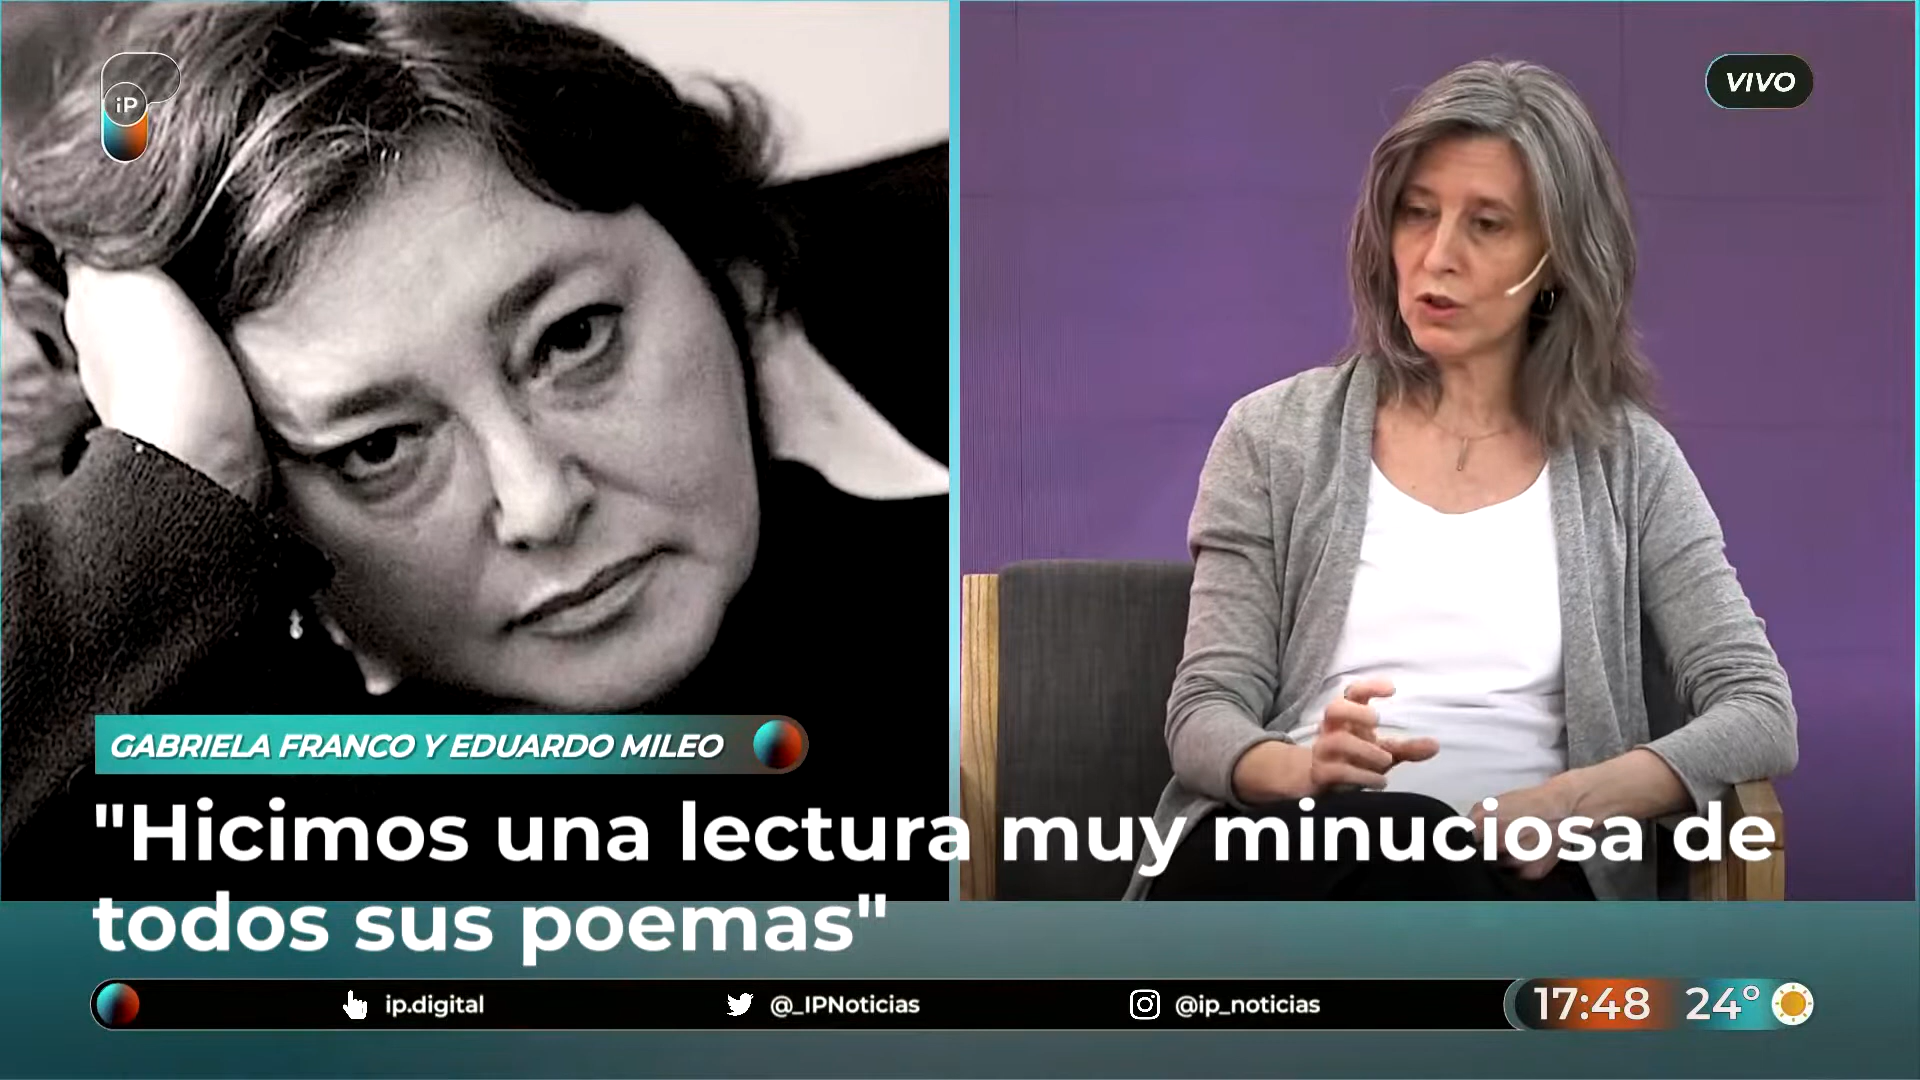 iP
VIVO
GABRIELA FRANCO Y EDUARDO MILEO
"Hicimos una lectura muy minuciosa de
todos sus poemas"
ip.digital
@_IPNoticias
@ip_noticias
17:48 24°